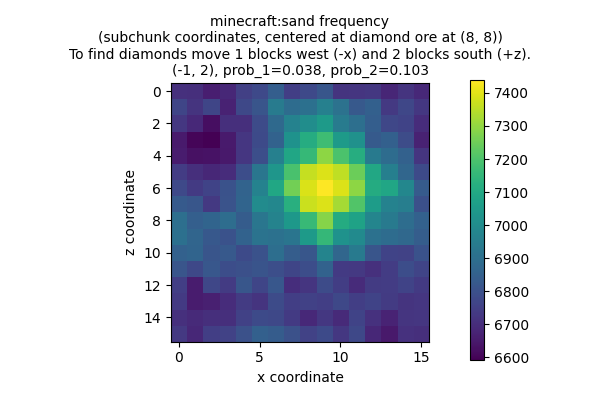 minecraft:sand frequency
(subchunk coordinates, centered at diamond ore at (8, 8))
To find diamonds move 1 blocks west (-x) and 2 blocks south (+z).
(-1, 2), prob_1=0.038, prob_2=0.103
0
2
4
6
8
10
12
14
z coordinate
0 5 10 15
x coordinate
7400
7300
7200
7100
7000
6900
6800
6700
6600